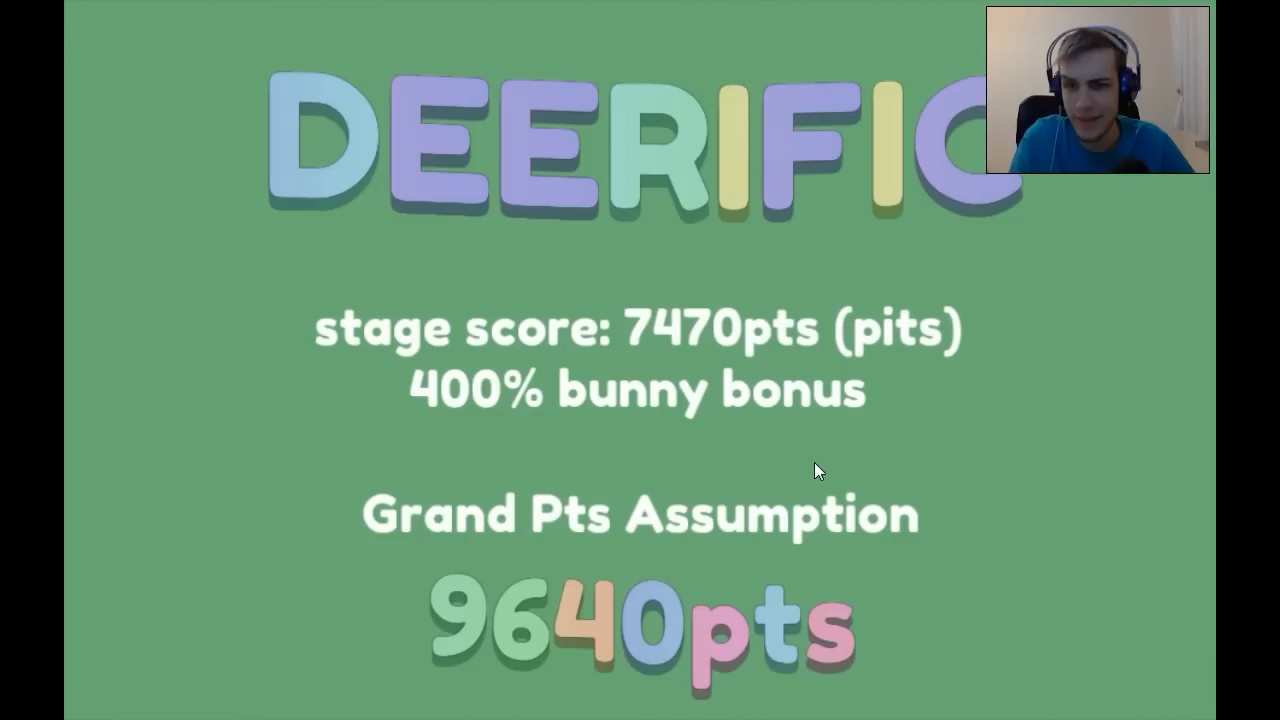 DEERIFIC
stage score: 7470pts (pits)
400% bunny bonus
Grand Pts Assumption
9640pts